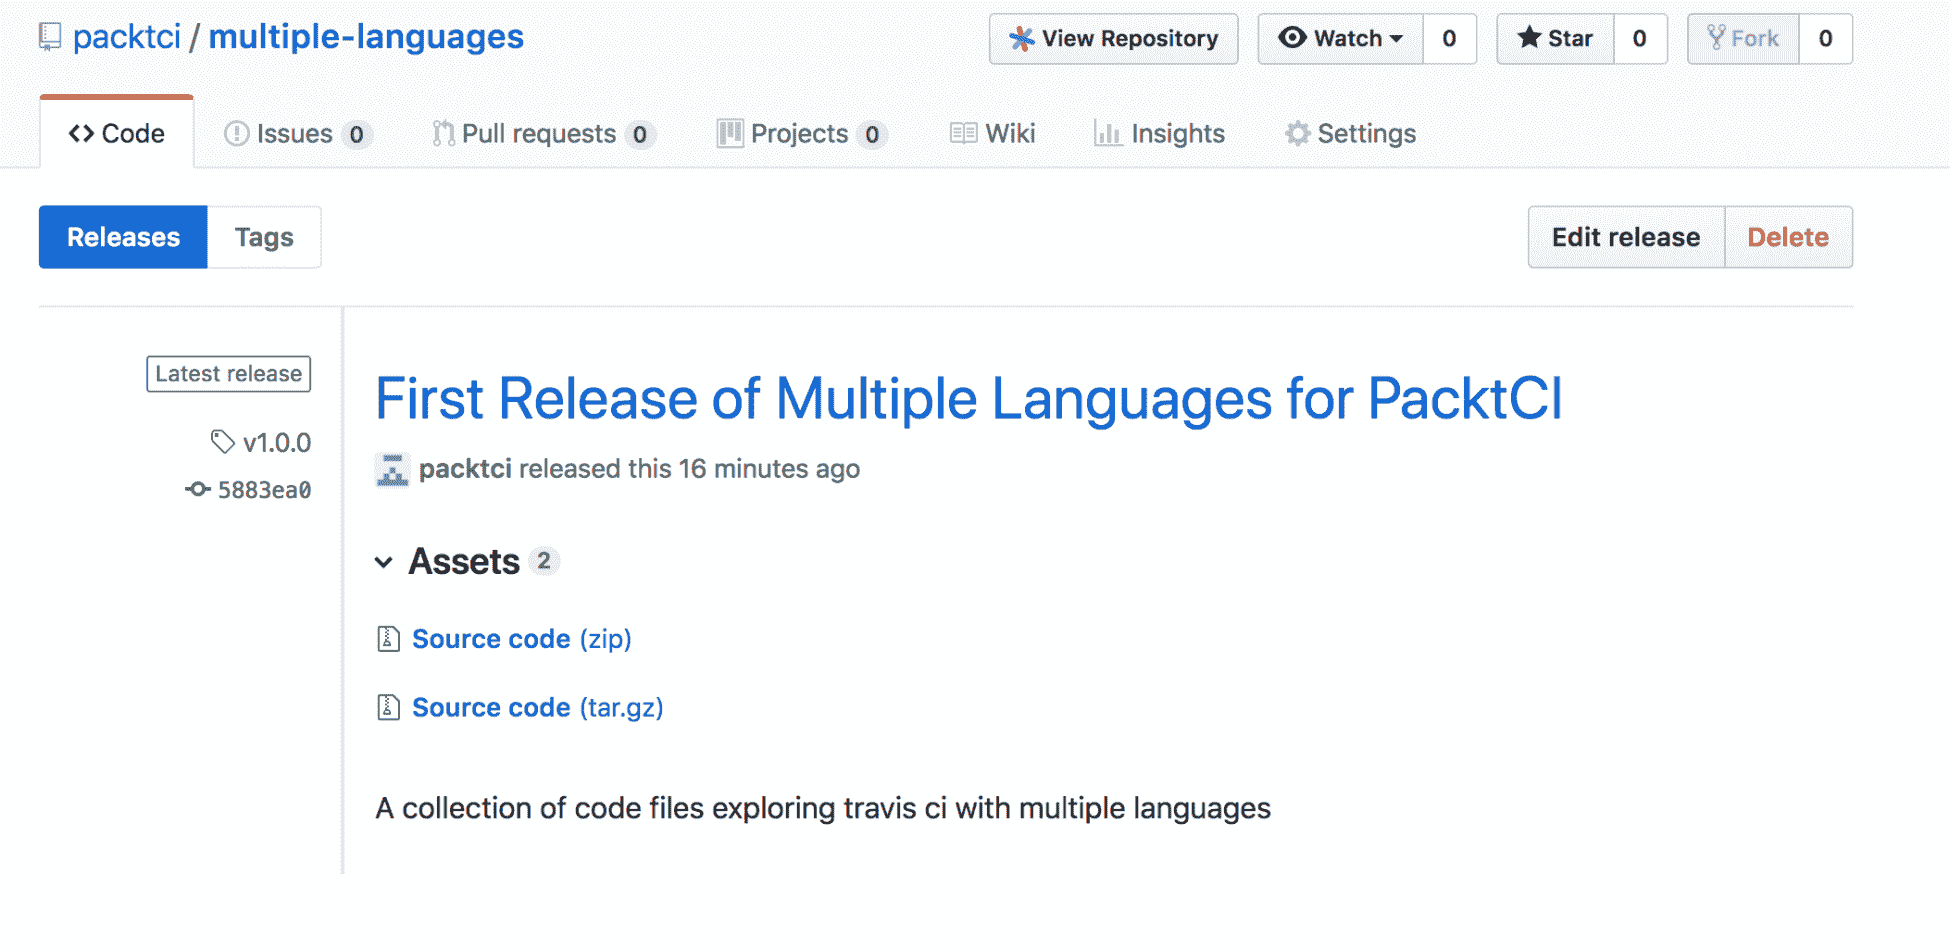 packtci / multiple-languages
View Repository Watch 0 Star 0 Fork 0
Code Issues 0 Pull requests 0 Projects 0 Wiki Insights Settings
Releases Tags Edit release Delete
Latest release
v1.0.0
5883ea0
First Release of Multiple Languages for PacktCI
packtci released this 16 minutes ago
Assets 2
Source code (zip)
Source code (tar.gz)
A collection of code files exploring travis ci with multiple languages